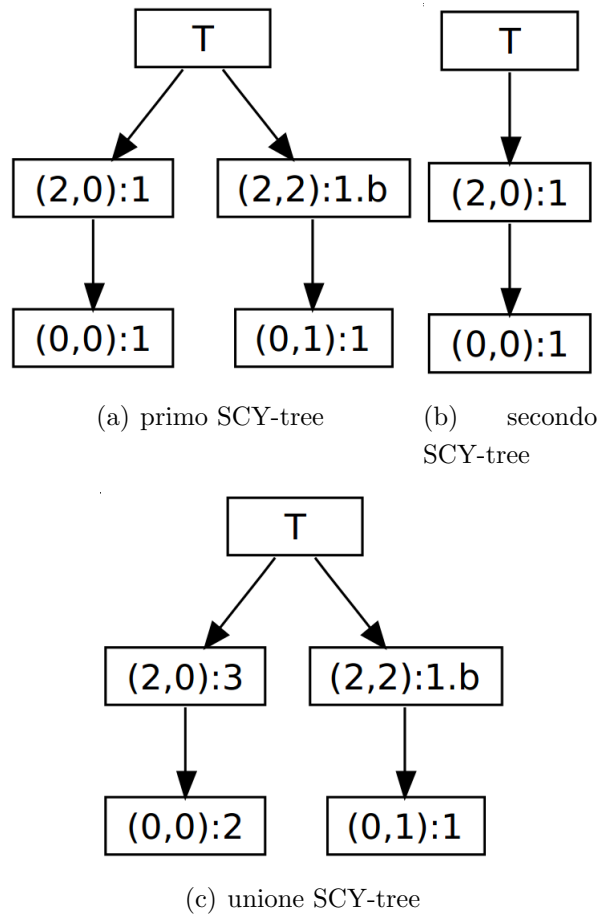 T
T
(2,0):1
(2,2):1.b
(2,0):1
(0,0):1
(0,1):1
(0,0):1
(a) primo SCY-tree
(b) secondo
SCY-tree
T
(2,0):3
(2,2):1.b
(0,0):2
(0,1):1
(c) unione SCY-tree